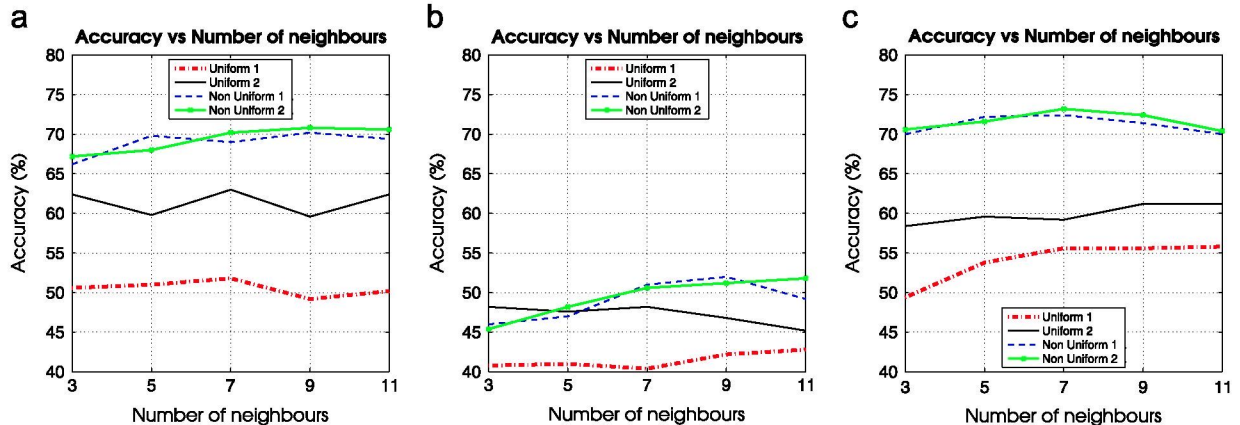 a
Accuracy vs Number of neighbours
80
75
70
65
60
55
50
45
40
Accuracy (%)
Uniform 1
Uniform 2
Non Uniform 1
Non Uniform 2
3 5 7 9 11
Number of neighbours
b
Accuracy vs Number of neighbours
80
75
70
65
60
55
50
45
40
Accuracy (%)
Uniform 1
Uniform 2
Non Uniform 1
Non Uniform 2
3 5 7 9 11
Number of neighbours
c
Accuracy vs Number of neighbours
80
75
70
65
60
55
50
45
40
Accuracy (%)
Uniform 1
Uniform 2
Non Uniform 1
Non Uniform 2
3 5 7 9 11
Number of neighbours